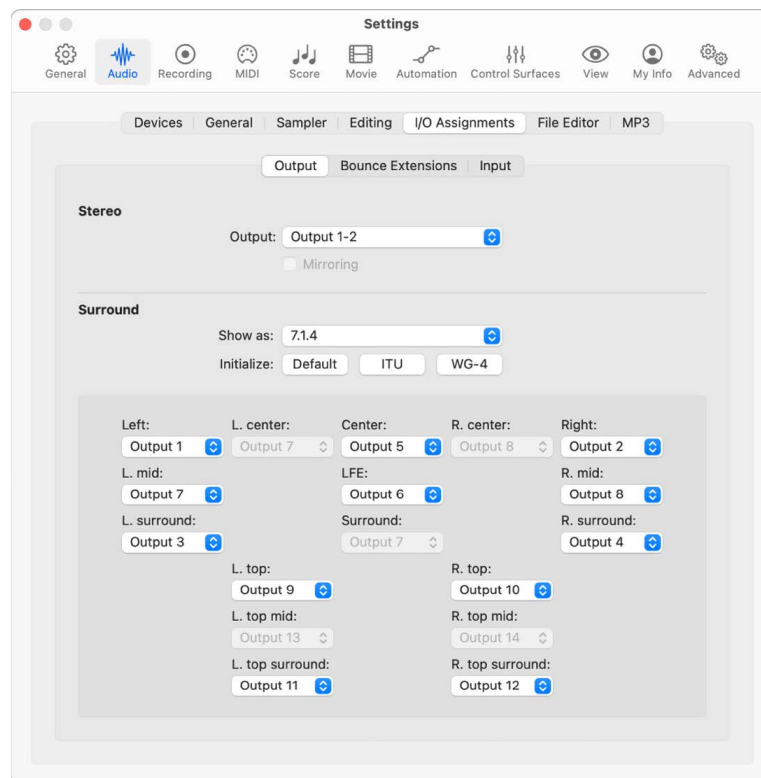 Settings
General Audio Recording MIDI Score Movie Automation Control Surfaces View My Info Advanced
Devices General Sampler Editing I/O Assignments File Editor MP3
Output Bounce Extensions Input
Stereo
Output: Output 1-2
Mirroring
Surround
Show as: 7.1.4
Initialize: Default ITU WG-4
Left: L. center: Center: R. center: Right:
Output 1 Output 7 Output 5 Output 8 Output 2
L. mid: LFE: R. mid:
Output 7 Output 6 Output 8
L. surround: Surround: R. surround:
Output 3 Output 7 Output 4
L. top: R. top:
Output 9 Output 10
L. top mid: R. top mid:
Output 13 Output 14
L. top surround: R. top surround:
Output 11 Output 12